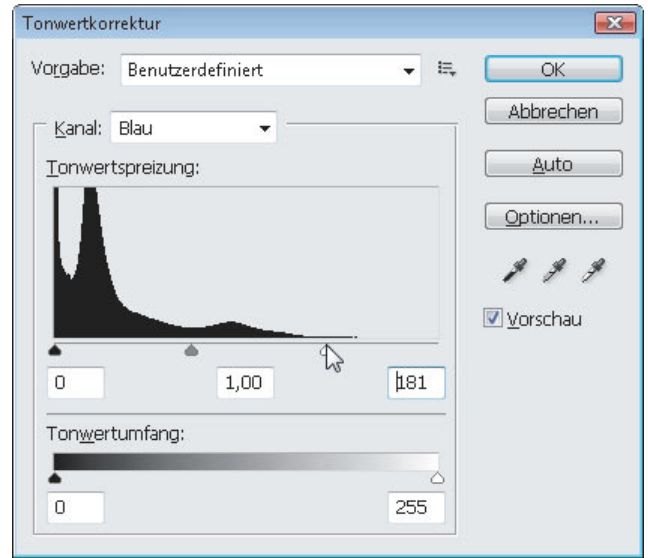 Tonwertkorrektur
Vorgabe: Benutzerdefiniert
OK
Abbrechen
Kanal: Blau
Tonwertspreizung:
Auto
Optionen...
Vorschau
0 1,00 181
Tonwertumfang:
0 255